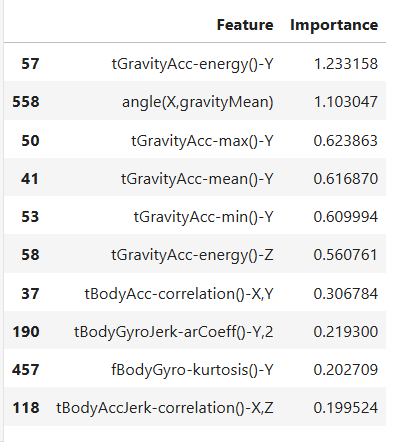 Feature Importance
57 tGravityAcc-energy()-Y 1.233158
558 angle(X,gravityMean) 1.103047
50 tGravityAcc-max()-Y 0.623863
41 tGravityAcc-mean()-Y 0.616870
53 tGravityAcc-min()-Y 0.609994
58 tGravityAcc-energy()-Z 0.560761
37 tBodyAcc-correlation()-X,Y 0.306784
190 tBodyGyroJerk-arCoeff()-Y,2 0.219300
457 fBodyGyro-kurtosis()-Y 0.202709
118 tBodyAccJerk-correlation()-X,Z 0.199524